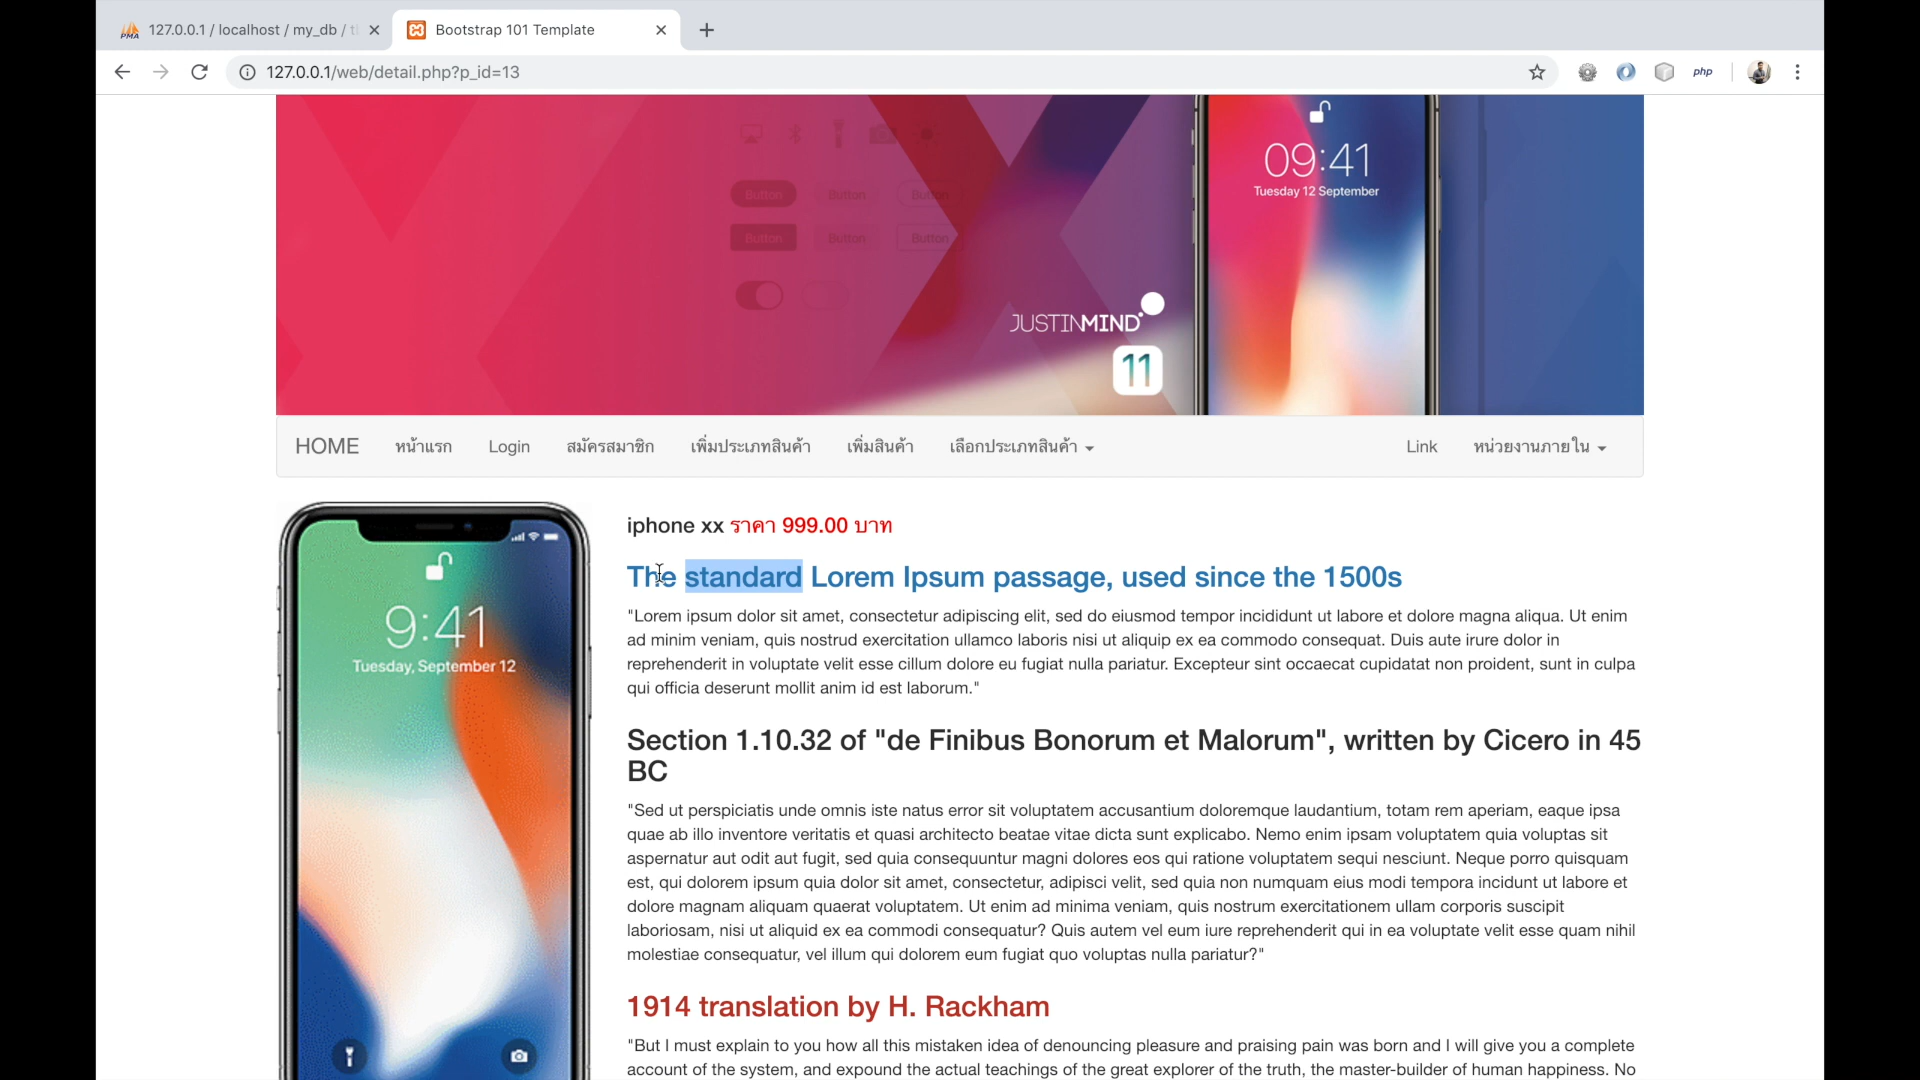 127.0.0.1 / localhost / my_db / t
Bootstrap 101 Template
127.0.0.1/web/detail.php?p_id=13
php
Button Button Button
Button Button Button
09:41
Tuesday 12 September
JUSTINMIND
11
HOME หน้าแรก Login สมัครสมาชิก เพิ่มประเภทสินค้า เพิ่มสินค้า เลือกประเภทสินค้า Link หน่วยงานภายใน
9:41
Tuesday, September 12
iphone xx ราคา 999.00 บาท
The standard Lorem Ipsum passage, used since the 1500s
"Lorem ipsum dolor sit amet, consectetur adipiscing elit, sed do eiusmod tempor incididunt ut labore et dolore magna aliqua. Ut enim
ad minim veniam, quis nostrud exercitation ullamco laboris nisi ut aliquip ex ea commodo consequat. Duis aute irure dolor in
reprehenderit in voluptate velit esse cillum dolore eu fugiat nulla pariatur. Excepteur sint occaecat cupidatat non proident, sunt in culpa
qui officia deserunt mollit anim id est laborum."
Section 1.10.32 of "de Finibus Bonorum et Malorum", written by Cicero in 45
BC
"Sed ut perspiciatis unde omnis iste natus error sit voluptatem accusantium doloremque laudantium, totam rem aperiam, eaque ipsa
quae ab illo inventore veritatis et quasi architecto beatae vitae dicta sunt explicabo. Nemo enim ipsam voluptatem quia voluptas sit
aspernatur aut odit aut fugit, sed quia consequuntur magni dolores eos qui ratione voluptatem sequi nesciunt. Neque porro quisquam
est, qui dolorem ipsum quia dolor sit amet, consectetur, adipisci velit, sed quia non numquam eius modi tempora incidunt ut labore et
dolore magnam aliquam quaerat voluptatem. Ut enim ad minima veniam, quis nostrum exercitationem ullam corporis suscipit
laboriosam, nisi ut aliquid ex ea commodi consequatur? Quis autem vel eum iure reprehenderit qui in ea voluptate velit esse quam nihil
molestiae consequatur, vel illum qui dolorem eum fugiat quo voluptas nulla pariatur?"
1914 translation by H. Rackham
"But I must explain to you how all this mistaken idea of denouncing pleasure and praising pain was born and I will give you a complete
account of the system, and expound the actual teachings of the great explorer of the truth, the master-builder of human happiness. No